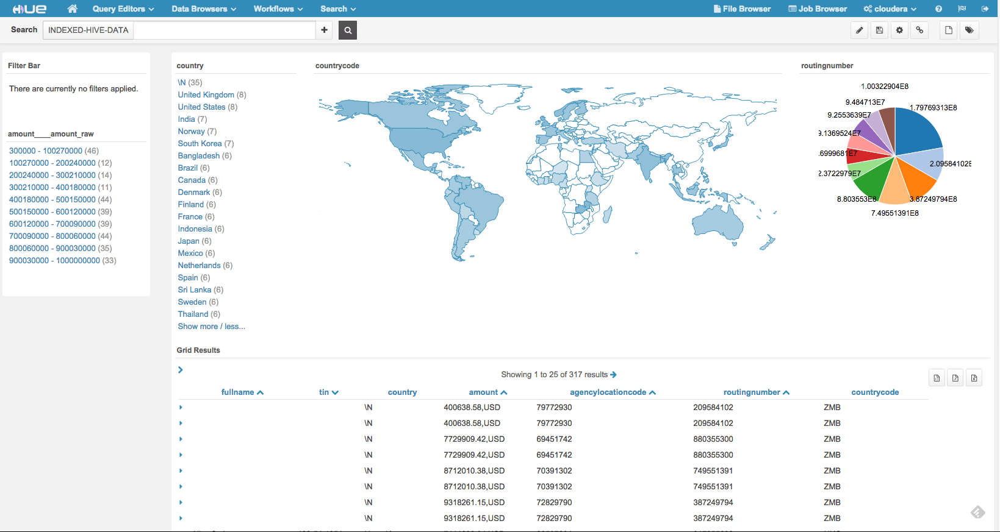 HUE Query Editors Data Browsers Workflows Search File Browser Job Browser cloudera
Search INDEXED-HIVE-DATA
Filter Bar
There are currently no filters applied.
amount____amount_raw
300000 - 100270000 (46)
100270000 - 200240000 (12)
200240000 - 300210000 (14)
300210000 - 400180000 (11)
400180000 - 500150000 (44)
500150000 - 600120000 (39)
600120000 - 700090000 (39)
700090000 - 800060000 (44)
800060000 - 900030000 (35)
900030000 - 1000000000 (33)
country
\N (35)
United Kingdom (8)
United States (8)
India (7)
Norway (7)
South Korea (7)
Bangladesh (6)
Brazil (6)
Canada (6)
Denmark (6)
Finland (6)
France (6)
Indonesia (6)
Japan (6)
Mexico (6)
Netherlands (6)
Spain (6)
Sri Lanka (6)
Sweden (6)
Thailand (6)
Show more / less...
countrycode
routingnumber
1.00322904E8
9.484713E7
1.79769313E8
9.2553639E7
9.1369524E7
.6999681E7
2.09584102E
2.3722979E7
8.803553E8
3.87249794E8
7.49551391E8
Grid Results
Showing 1 to 25 of 317 results
fullname tin country amount agencylocationcode routingnumber countrycode
\N 400638.58,USD 79772930 209584102 ZMB
\N 400638.58,USD 79772930 209584102 ZMB
\N 7729909.42,USD 69451742 880355300 ZMB
\N 7729909.42,USD 69451742 880355300 ZMB
\N 8712010.38,USD 70391302 749551391 ZMB
\N 8712010.38,USD 70391302 749551391 ZMB
\N 9318261.15,USD 72829790 387249794 ZMB
\N 9318261.15,USD 72829790 387249794 ZMB